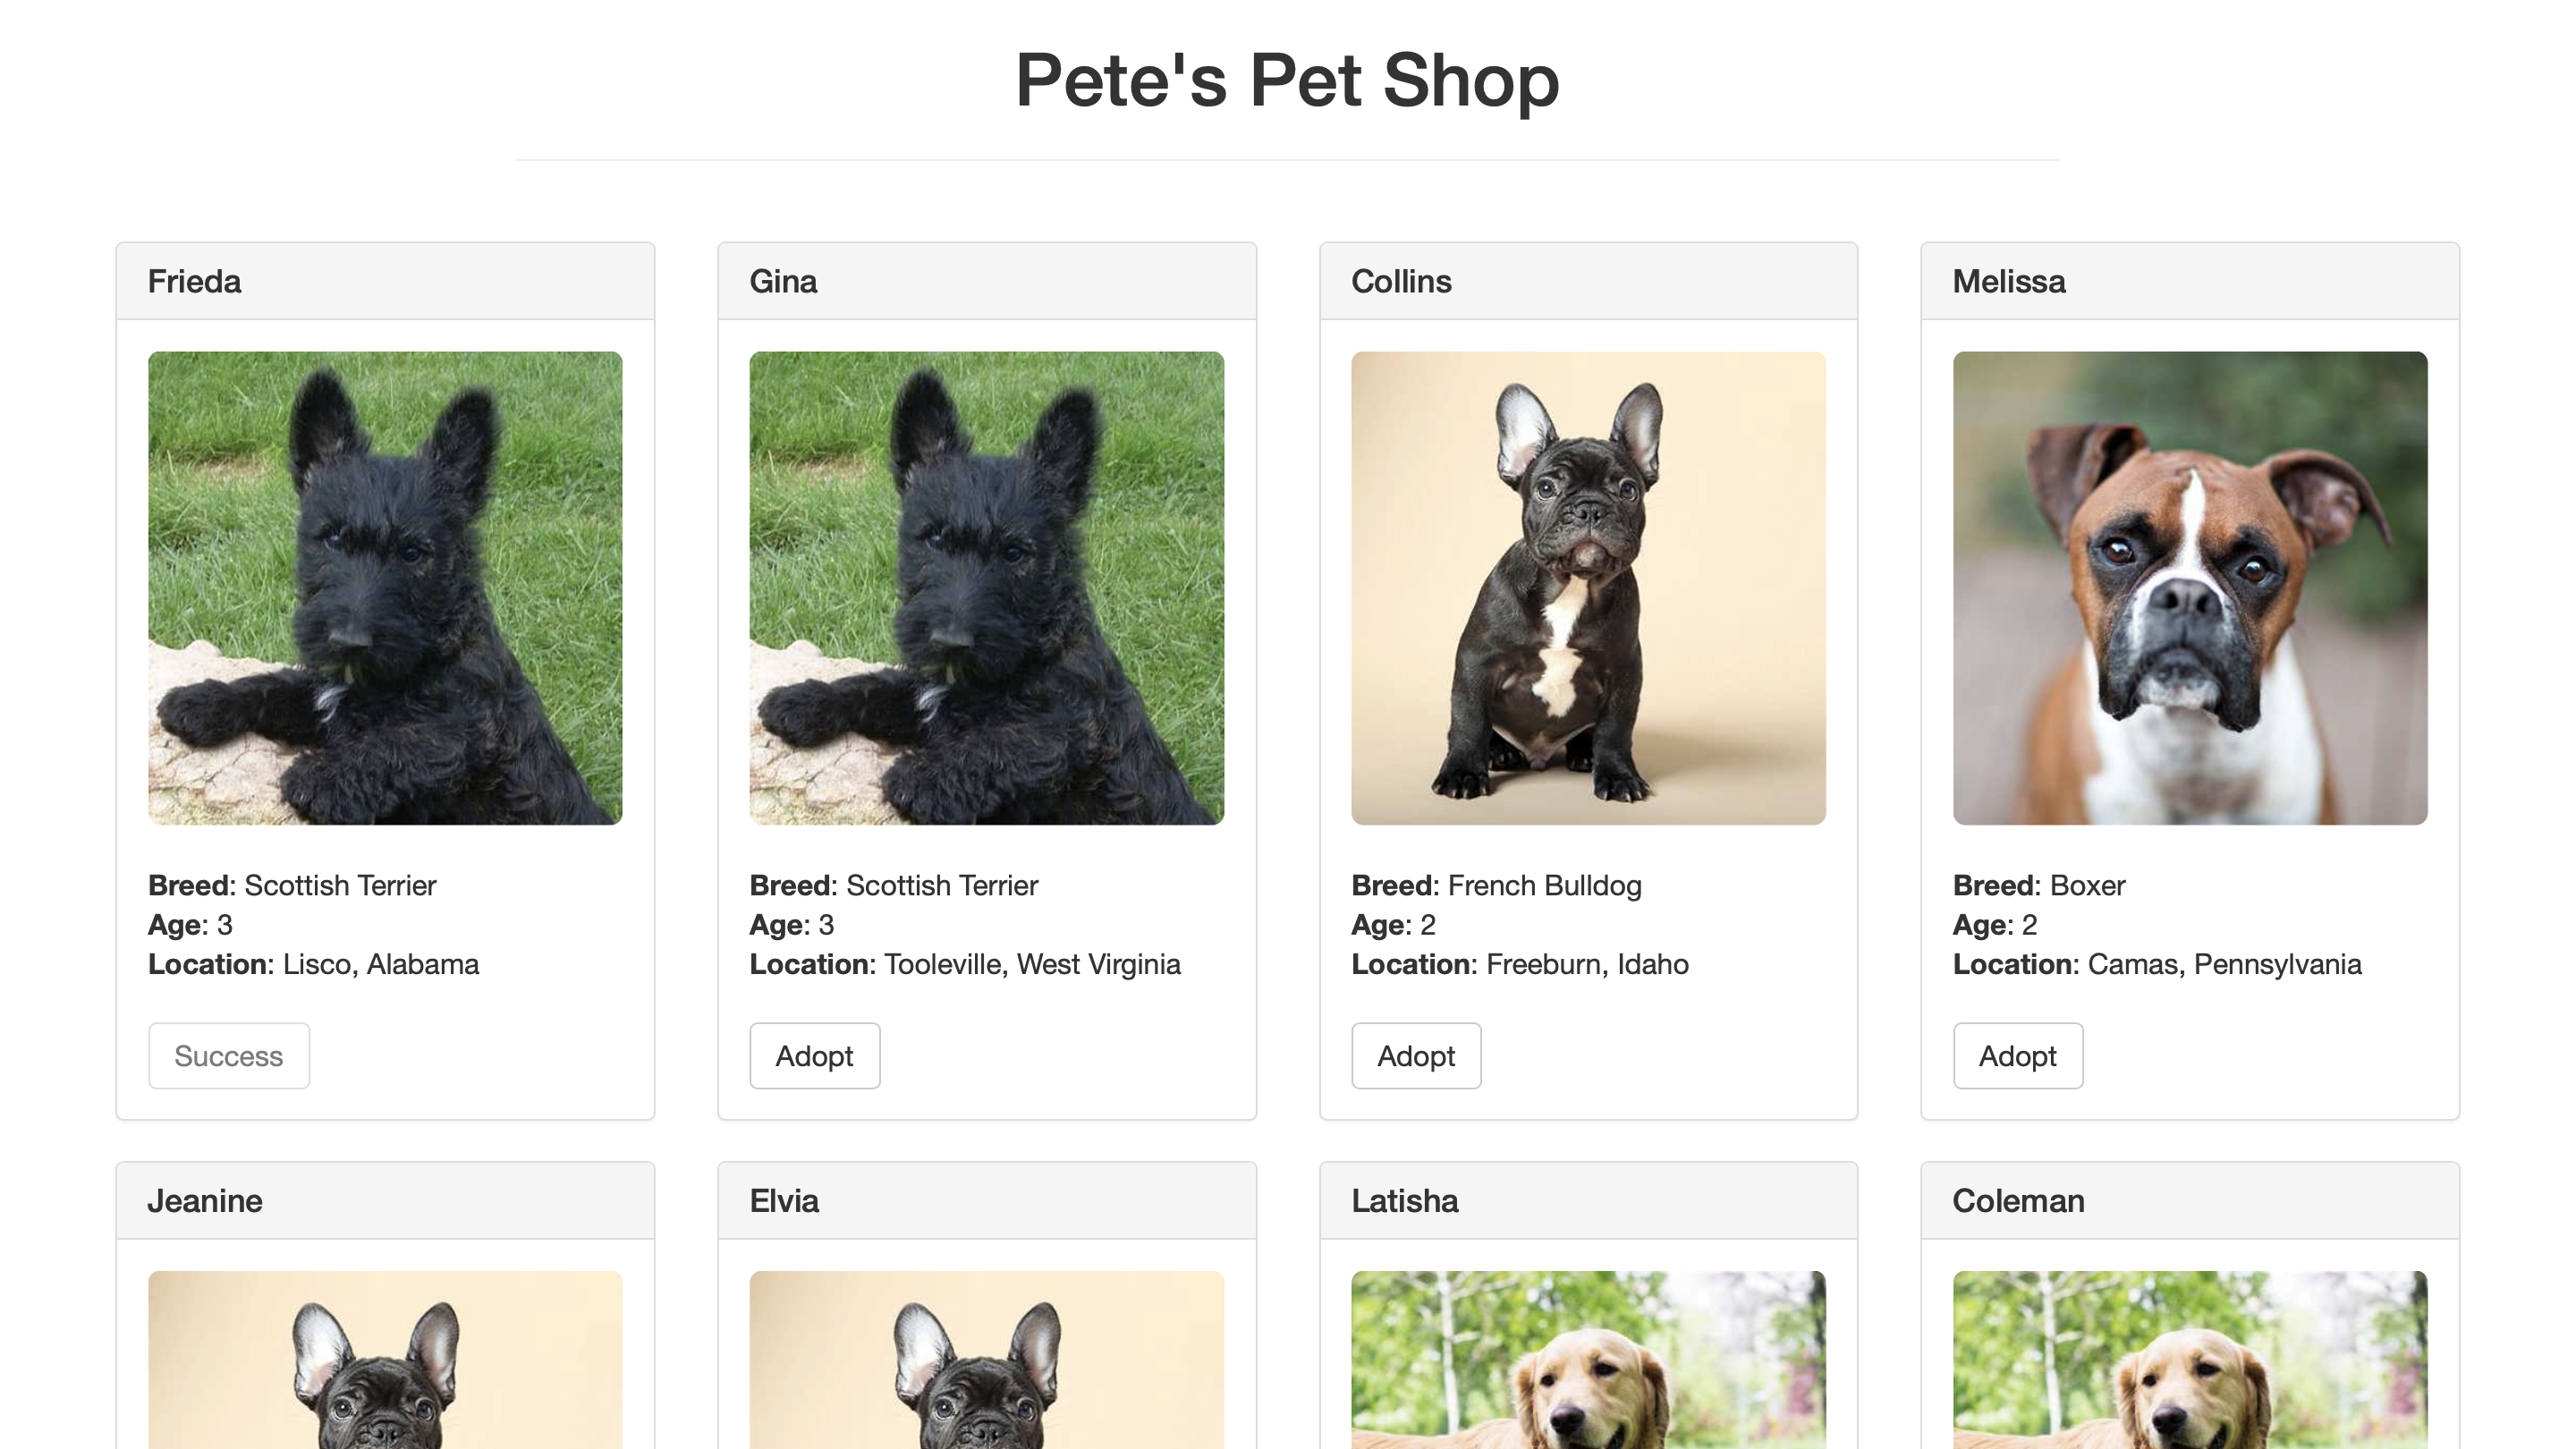 Pete's Pet Shop
Frieda
Breed: Scottish Terrier
Age: 3
Location: Lisco, Alabama
Success
Gina
Breed: Scottish Terrier
Age: 3
Location: Tooleville, West Virginia
Adopt
Collins
Breed: French Bulldog
Age: 2
Location: Freeburn, Idaho
Adopt
Melissa
Breed: Boxer
Age: 2
Location: Camas, Pennsylvania
Adopt
Jeanine
Elvia
Latisha
Coleman